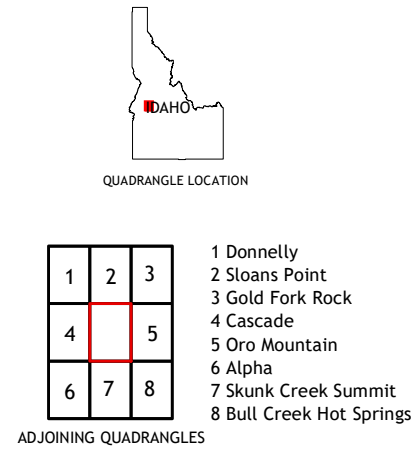 IDAHO
QUADRANGLE LOCATION
1 2 3
4 5
6 7 8
1 Donnelly
2 Sloans Point
3 Gold Fork Rock
4 Cascade
5 Oro Mountain
6 Alpha
7 Skunk Creek Summit
8 Bull Creek Hot Springs
ADJOINING QUADRANGLES